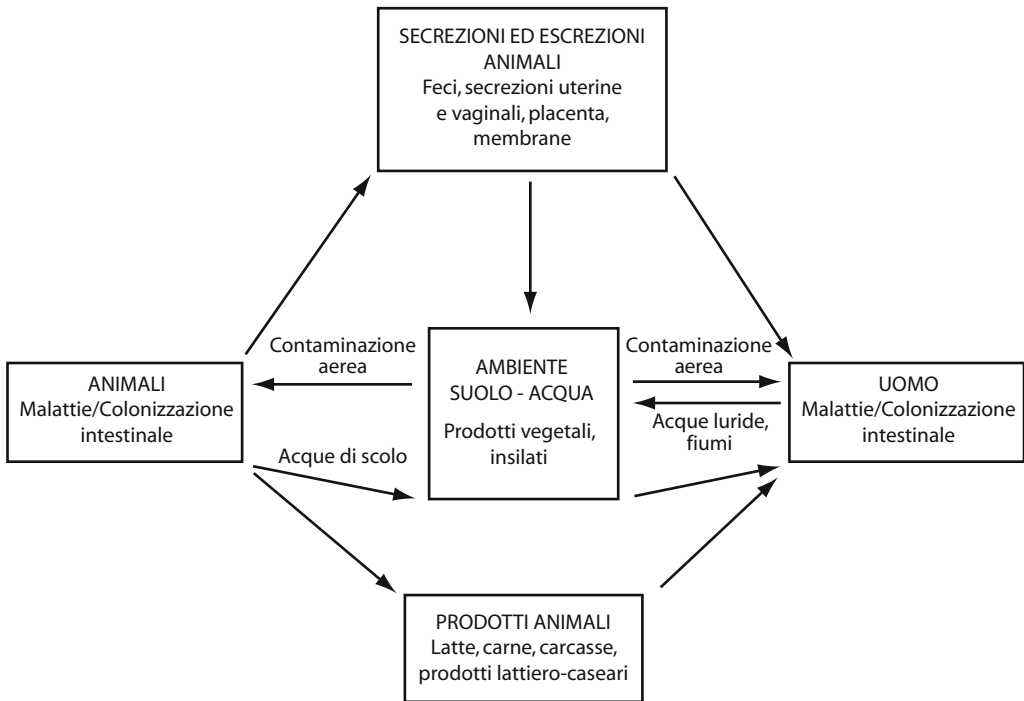 SECREZIONI ED ESCREZIONI
ANIMALI
Feci, secrezioni uterine
e vaginali, placenta,
membrane
Contaminazione
aerea
ANIMALI
Malattie/Colonizzazione
intestinale
AMBIENTE
SUOLO - ACQUA
Prodotti vegetali,
insilati
Contaminazione
aerea
Acque luride,
fiumi
UOMO
Malattie/Colonizzazione
intestinale
Acque di scolo
PRODOTTI ANIMALI
Latte, carne, carcasse,
prodotti lattiero-caseari